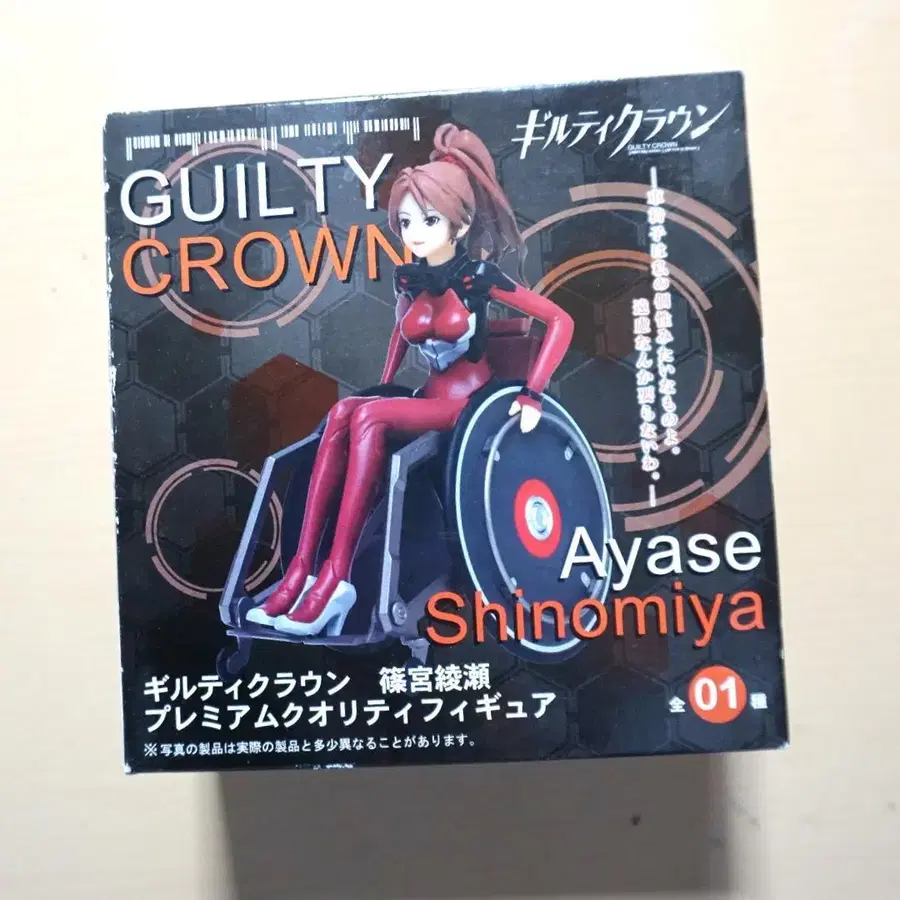 GUILTY
CROWN
ギルティクラウン
GUILTY CROWN
車椅子は私の個性みたいなものよ。
遠慮なんか要らないわ。
Ayase
Shinomiya
ギルティクラウン 篠宮綾瀬
プレミアムクオリティフィギュア
全01種
※写真の製品は実際の製品と多少異なることがあります。